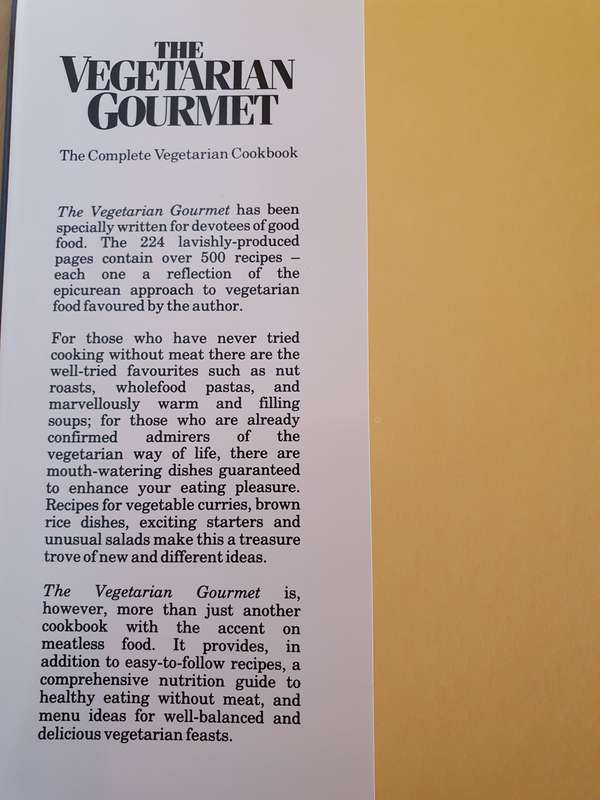 THE
VEGETARIAN
GOURMET
The Complete Vegetarian Cookbook
The Vegetarian Gourmet has been
specially written for devotees of good
food. The 224 lavishly-produced
pages contain over 500 recipes –
each one a reflection of the
epicurean approach to vegetarian
food favoured by the author.
For those who have never tried
cooking without meat there are the
well-tried favourites such as nut
roasts, wholefood pastas, and
marvellously warm and filling
soups; for those who are already
confirmed admirers of the
vegetarian way of life, there are
mouth-watering dishes guaranteed
to enhance your eating pleasure.
Recipes for vegetable curries, brown
rice dishes, exciting starters and
unusual salads make this a treasure
trove of new and different ideas.
The Vegetarian Gourmet is,
however, more than just another
cookbook with the accent on
meatless food. It provides, in
addition to easy-to-follow recipes, a
comprehensive nutrition guide to
healthy eating without meat, and
menu ideas for well-balanced and
delicious vegetarian feasts.